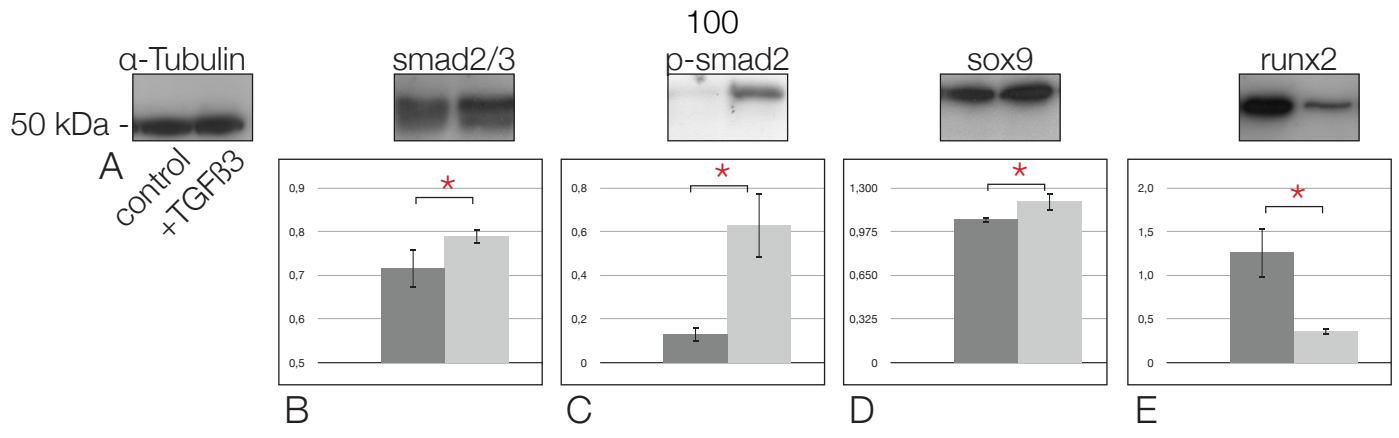 100
α-Tubulin smad2/3 p-smad2 sox9 runx2
50 kDa -
A
control
+TGFß3
*
0,9
0,8
0,7
0,6
0,5
B
*
0,8
0,6
0,4
0,2
0
C
*
1,300
0,975
0,650
0,325
0
D
*
2,0
1,5
1,0
0,5
0
E